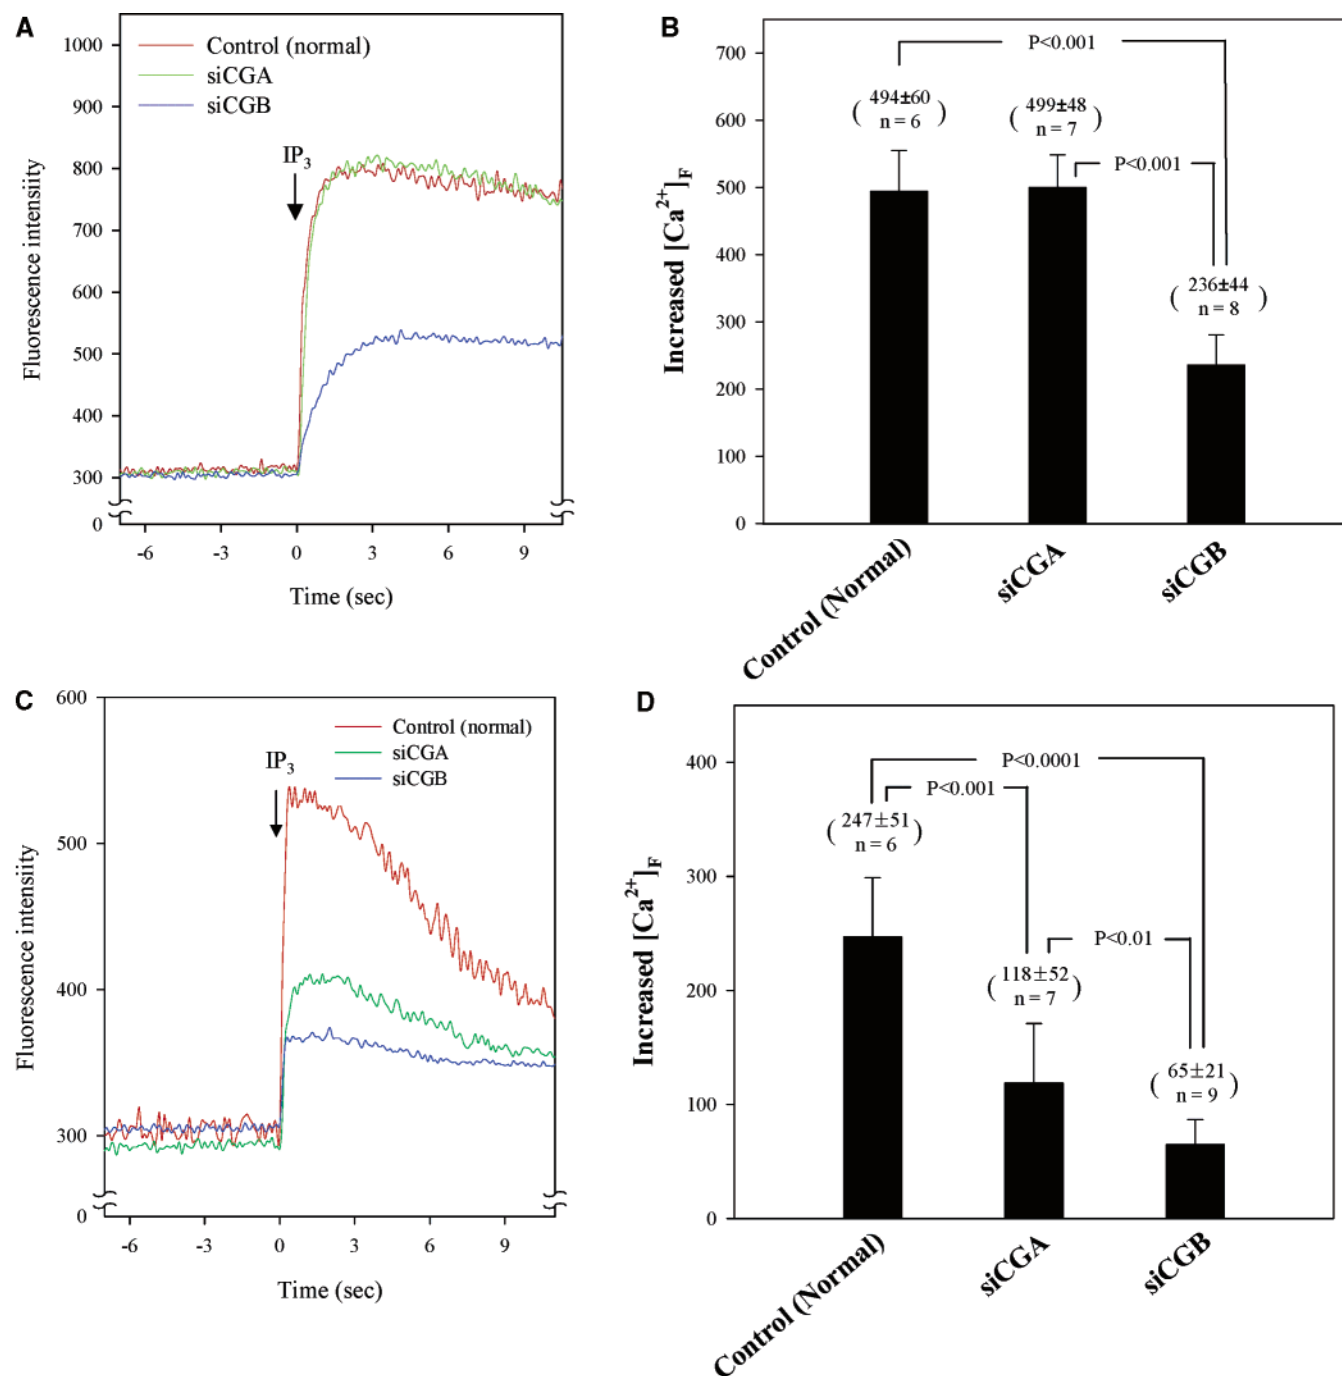 A
1000
900
800
700
600
500
400
300
0
Fluorescence intensiity
Control (normal)
siCGA
siCGB
IP3
-6 -3 0 3 6 9
Time (sec)
B
700
600
500
400
300
200
100
0
Increased [Ca2+]F
P<0.001
(494±60
n = 6)
(499±48
n = 7)
P<0.001
(236±44
n = 8)
Control (Normal)
siCGA
siCGB
C
600
500
400
300
0
Fluorescence intensiity
Control (normal)
siCGA
siCGB
IP3
-6 -3 0 3 6 9
Time (sec)
D
400
300
200
100
0
Increased [Ca2+]F
P<0.0001
P<0.001
(247±51
n = 6)
P<0.01
(118±52
n = 7)
(65±21
n = 9)
Control (Normal)
siCGA
siCGB